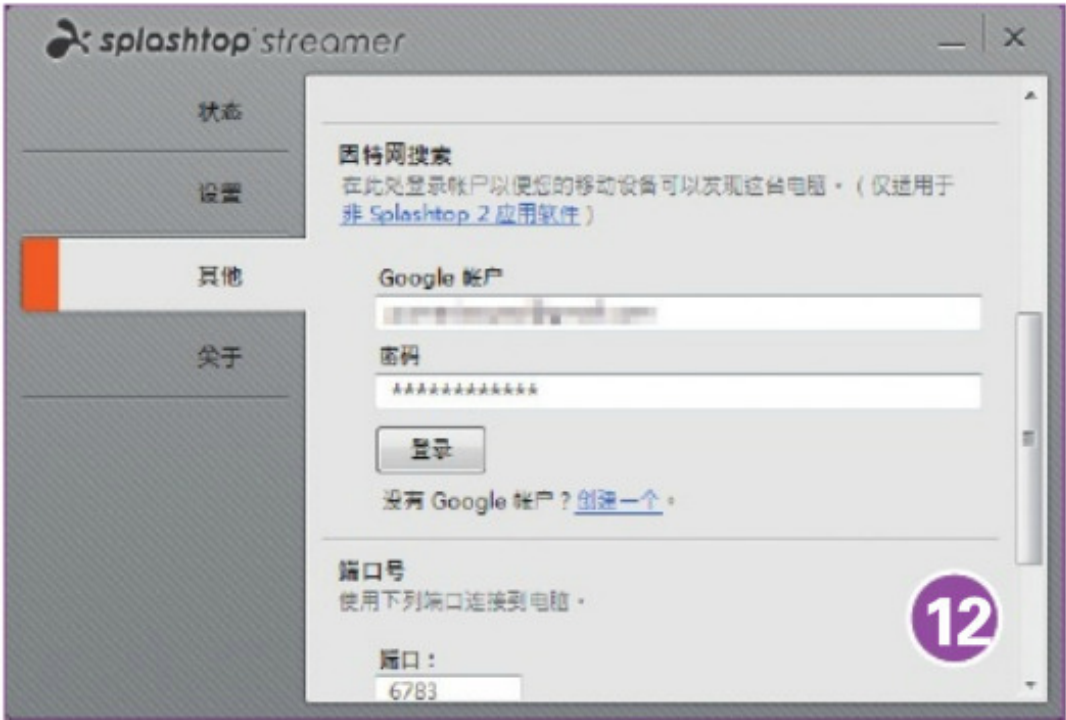 splashtop streamer
状态
设置
其他
关于
因特网搜索
在此处登录帐户以便您的移动设备可以发现这台电脑。(仅适用于
非 Splashtop 2 应用软件)
Google 帐户
密码
************
登录
没有 Google 帐户?创建一个。
端口号
使用下列端口连接到电脑。
端口:
6783
12